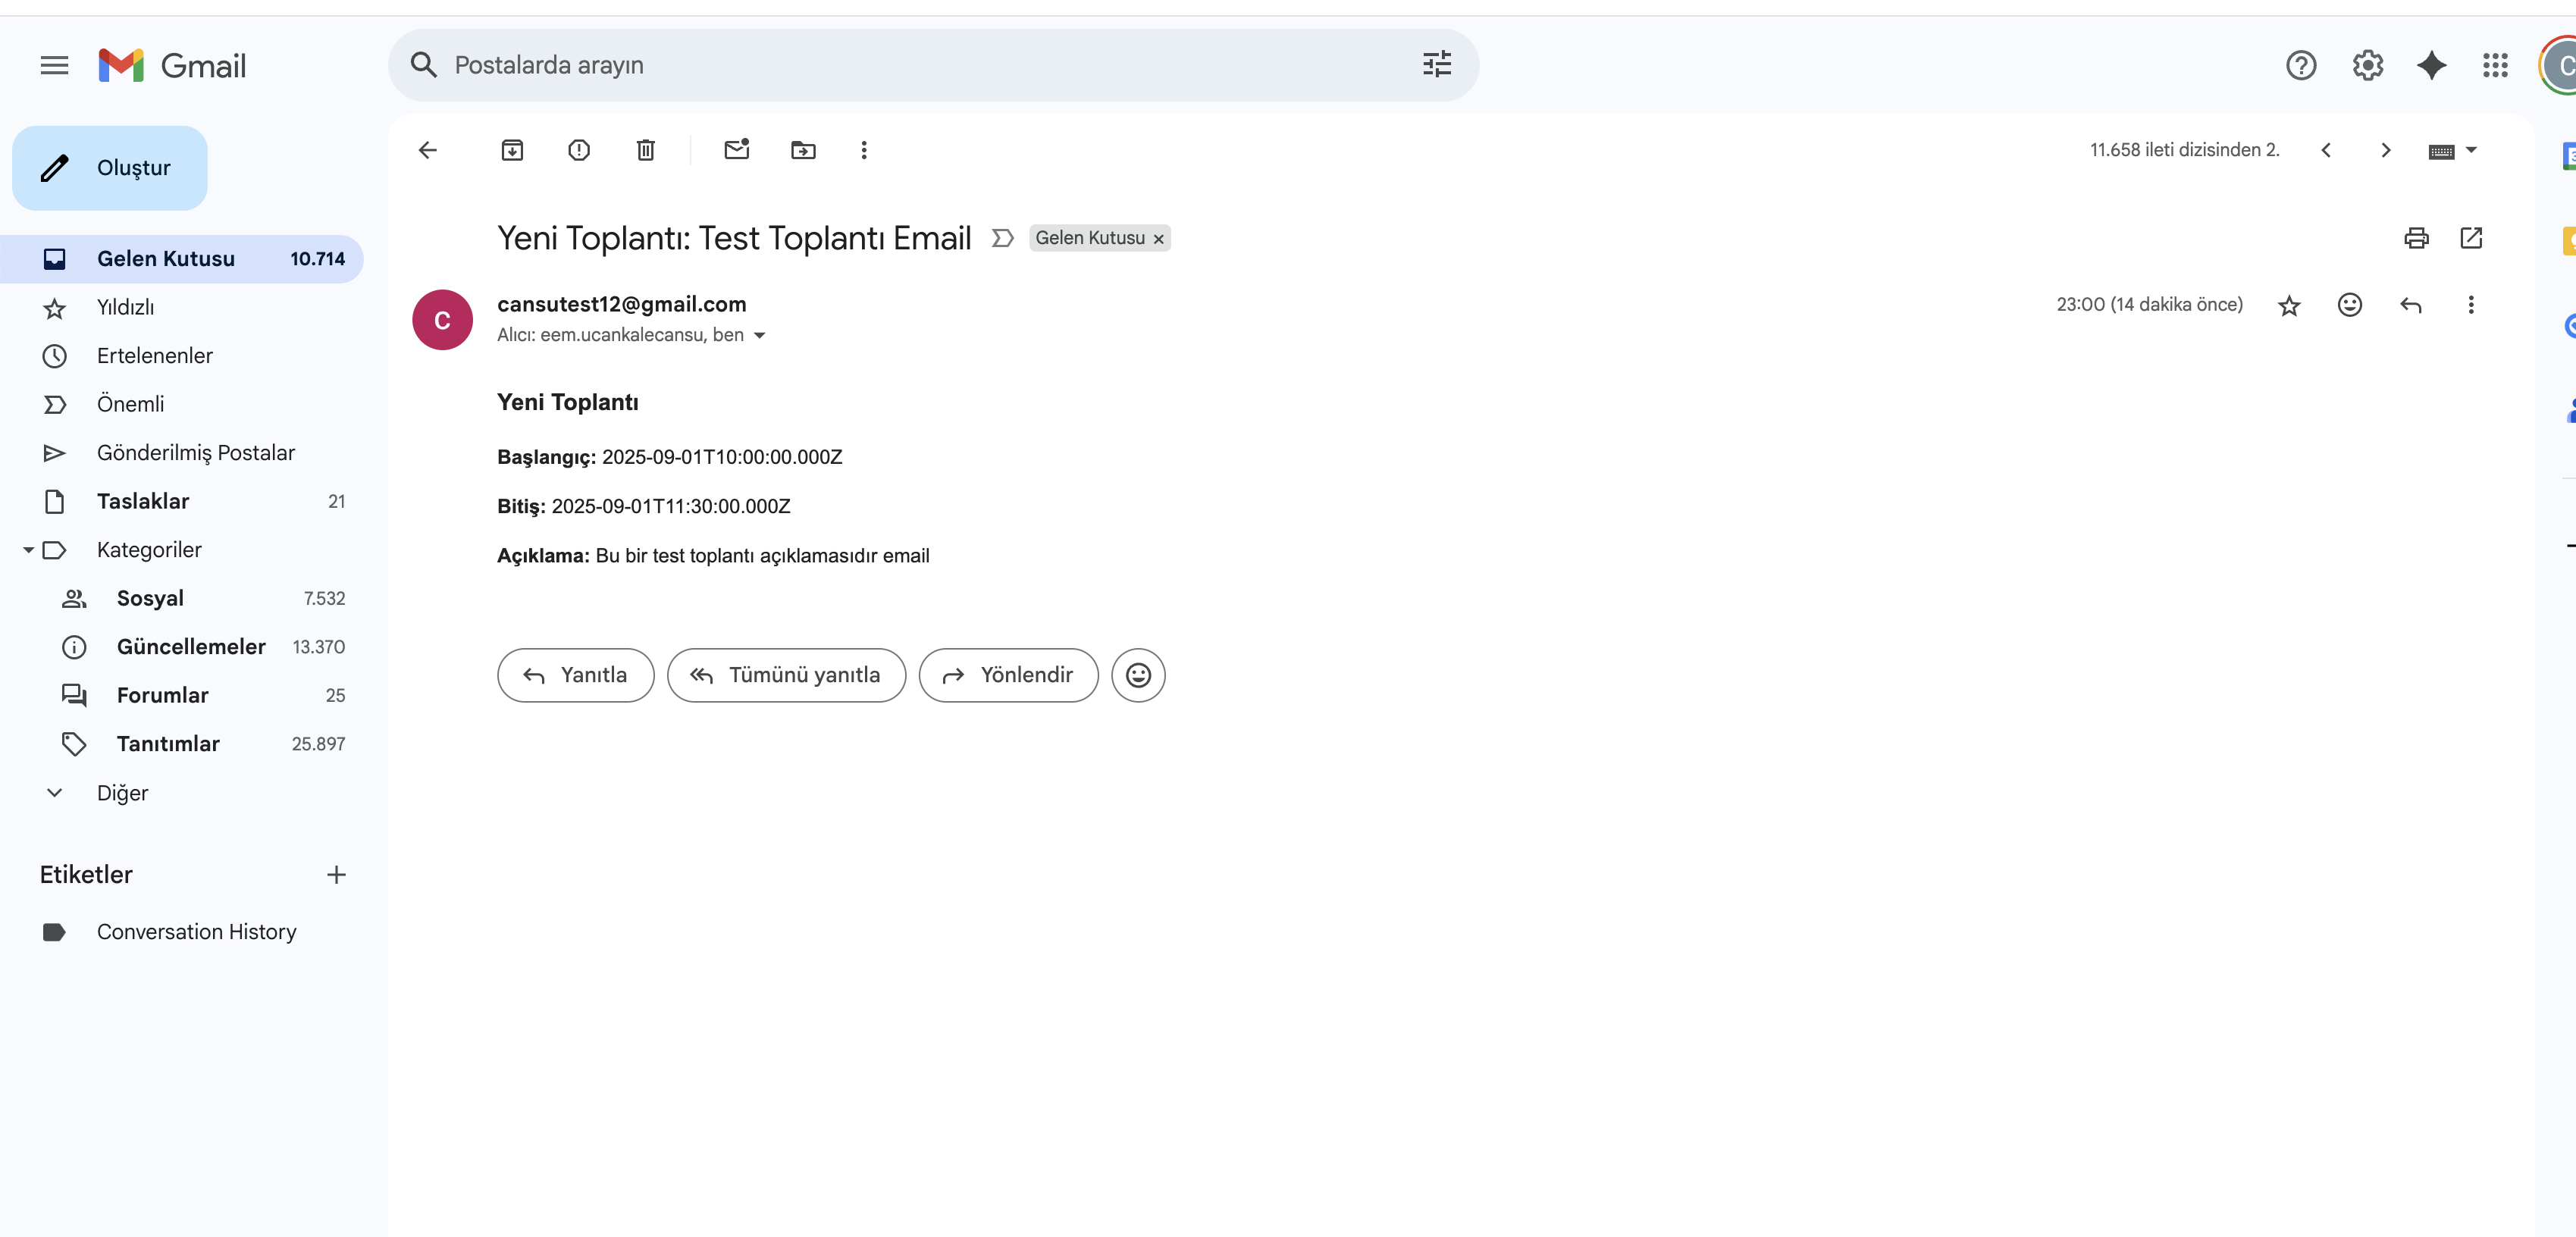 Gmail
Postalarda arayın
Oluştur
11.658 ileti dizisinden 2.
Gelen Kutusu 10.714
Yıldızlı
Ertelenenler
Önemli
Gönderilmiş Postalar
Taslaklar 21
Kategoriler
Sosyal 7.532
Güncellemeler 13.370
Forumlar 25
Tanıtımlar 25.897
Diğer
Etiketler
Conversation History
Yeni Toplantı: Test Toplantı Email Gelen Kutusu ×
C
cansutest12@gmail.com 23:00 (14 dakika önce)
Alıcı: eem.ucankalecansu, ben
Yeni Toplantı
Başlangıç: 2025-09-01T10:00:00.000Z
Bitiş: 2025-09-01T11:30:00.000Z
Açıklama: Bu bir test toplantı açıklamasıdır email
Yanıtla Tümünü yanıtla Yönlendir